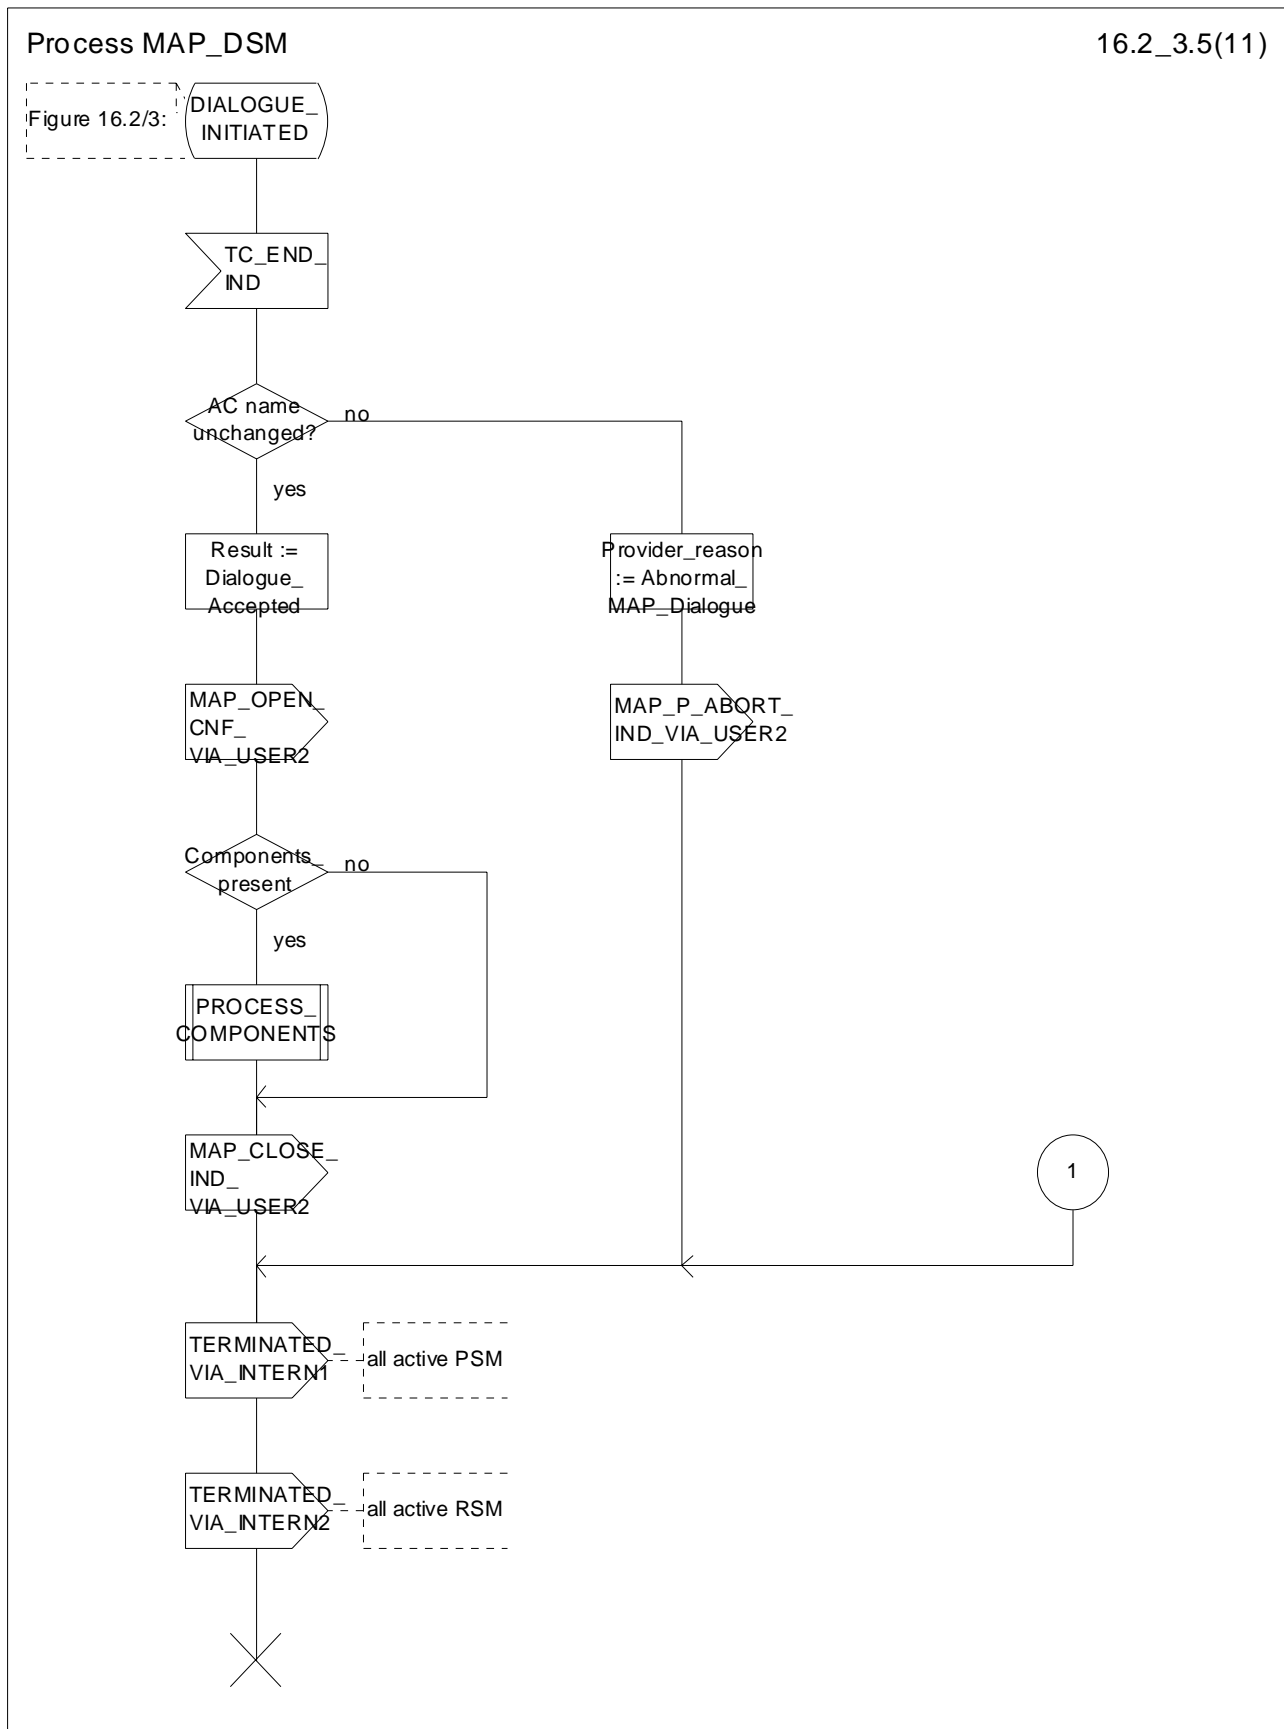 Process MAP_DSM
16.2_3.5(11)
Figure 16.2/3:
DIALOGUE_
INITIATED
TC_END_
IND
AC name
unchanged?
no
yes
Result :=
Dialogue_
Accepted
Provider_reason
:= Abnormal_
MAP_Dialogue
MAP_OPEN_
CNF_
VIA_USER2
MAP_P_ABORT_
IND_VIA_USER2
Components_
present
no
yes
PROCESS_
COMPONENTS
MAP_CLOSE_
IND_
VIA_USER2
1
TERMINATED_
VIA_INTERN1
all active PSM
TERMINATED_
VIA_INTERN2
all active RSM